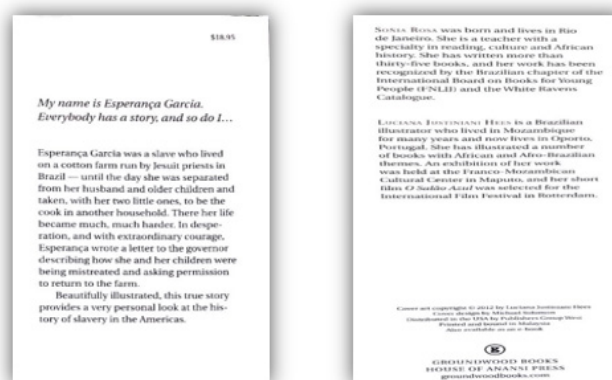 $18.95
My name is Esperança Garcia.
Everybody has a story, and so do I…
Esperança Garcia was a slave who lived
on a cotton farm run by Jesuit priests in
Brazil — until the day she was separated
from her husband and older children and
taken, with her two little ones, to be the
cook in another household. There her life
became much, much harder. In despe-
ration, and with extraordinary courage,
Esperança wrote a letter to the governor
describing how she and her children were
being mistreated and asking permission
to return to the farm.
Beautifully illustrated, this true story
provides a very personal look at the his-
tory of slavery in the Americas.
Sonia Rosa was born and lives in Rio
de Janeiro. She is a teacher with a
specialty in reading, culture and African
history. She has written more than
thirty-five books, and her work has been
recognized by the Brazilian chapter of the
International Board on Books for Young
People (FNLIJ) and the White Ravens
Catalogue.
Luciana Justiniani Hees is a Brazilian
illustrator who lived in Mozambique
for many years and now lives in Oporto,
Portugal. She has illustrated a number
of books with African and Afro-Brazilian
themes. An exhibition of her work
was held at the Franco-Mozambican
Cultural Center in Maputo, and her short
film O Saldo Azul was selected for the
International Film Festival in Rotterdam.
Cover art copyright © 2012 by Luciana Justiniani Hees
Cover design by Michael Solomon
Distributed in the USA by Publishers Group West
Printed and bound in Malaysia
Also available as an e-book
GROUNDWOOD BOOKS
HOUSE OF ANANSI PRESS
groundwoodbooks.com